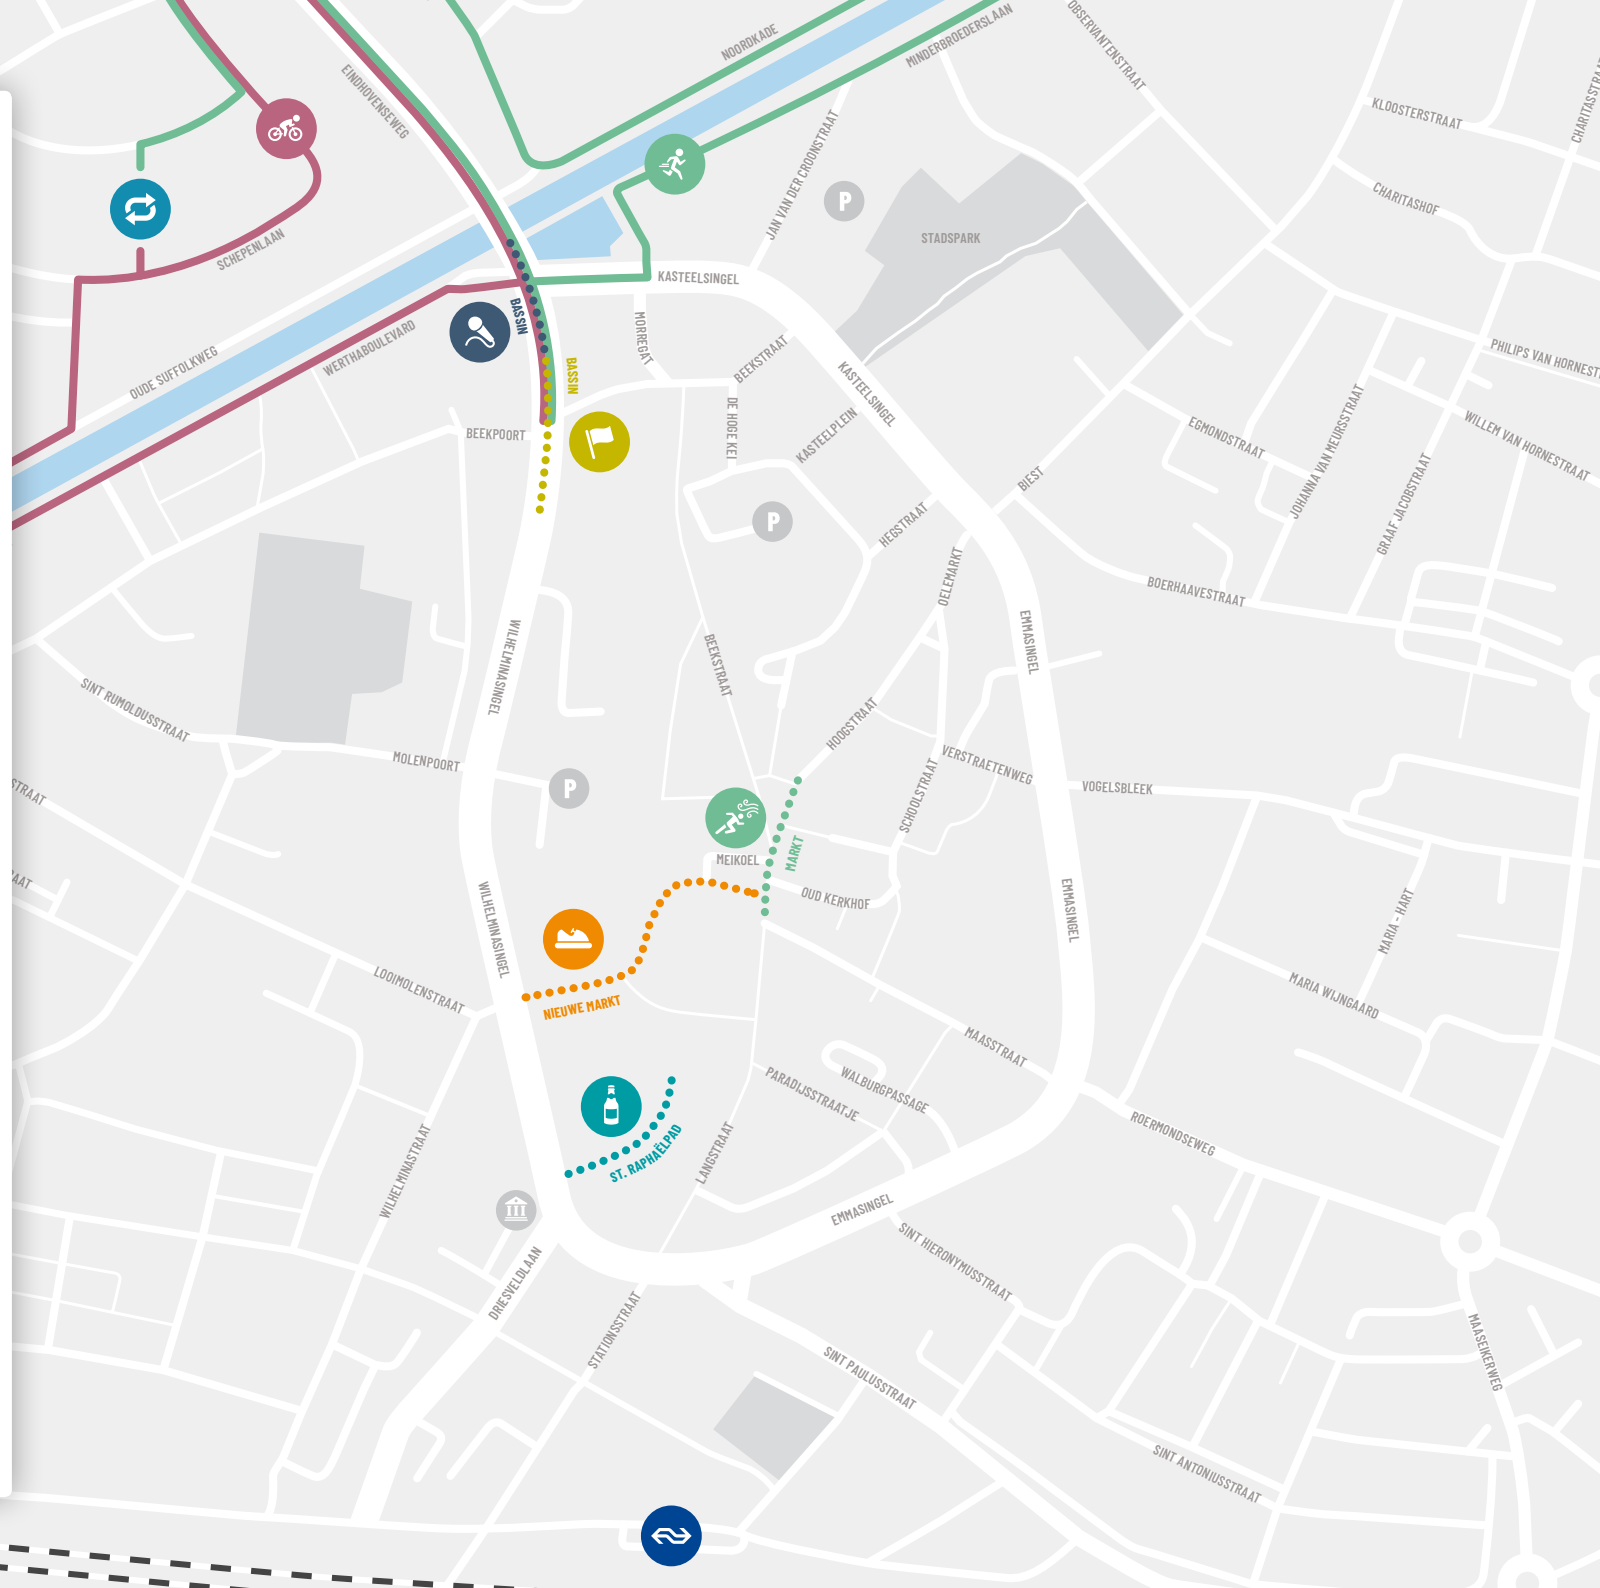 NOORDKADE
MINDERBROEDERSLAAN
OBSERVANTENSTRAAT
EINDHOVENSEWEG
KLOOSTERSTRAAT
JAN VAN DER CROONSTRAAT
P
CHARITASHOF
SCHEPENLAAN
STADSPARK
KASTEELSINGEL
BASSIN
MORREGAT
OUDE SUFFOLKWEG
WERTHABOULEVARD
BEEKSTRAAT
BASSIN
KASTEELSINGEL
PHILIPS VAN HORNEST
BEEKPOORT
DE HOGE KEI
KASTEELPLEIN
EGMONDSTRAAT
JOHANNA VAN MEURSSTRAAT
WILLEM VAN HORNESTRAAT
BIEST
GRAAF JACOBSTRAAT
P
HEGSTRAAT
OELEMARKT
BOERHAAVESTRAAT
WILHELMINASINGEL
BEEKSTRAAT
EMMASINGEL
SINT RUMOLDUSSTRAAT
HOOGSTRAAT
MOLENPOORT
VERSTRAETENWEG
VOGELSBLEEK
P
STRAAT
SCHOOLSTRAAT
MARKT
MEIKOEL
AAT
OUD KERKHOF
EMMASINGEL
MARIA - HART
WILHELMINASINGEL
LOOIMOLENSTRAAT
NIEUWE MARKT
MARIA WIJNGAARD
MAASSTRAAT
PARADIJSSTRAATJE
WALBURGPASSAGE
ST. RAPHAËLPAD
LANGSTRAAT
ROERMONDSEWEG
WILHELMINASTRAAT
EMMASINGEL
SINT HIERONYMUSSTRAAT
DRIESVELDLAAN
STATIONSSTRAAT
SINT PAULUSSTRAAT
MAASEIKERWEG
SINT ANTONIUSSTRAAT